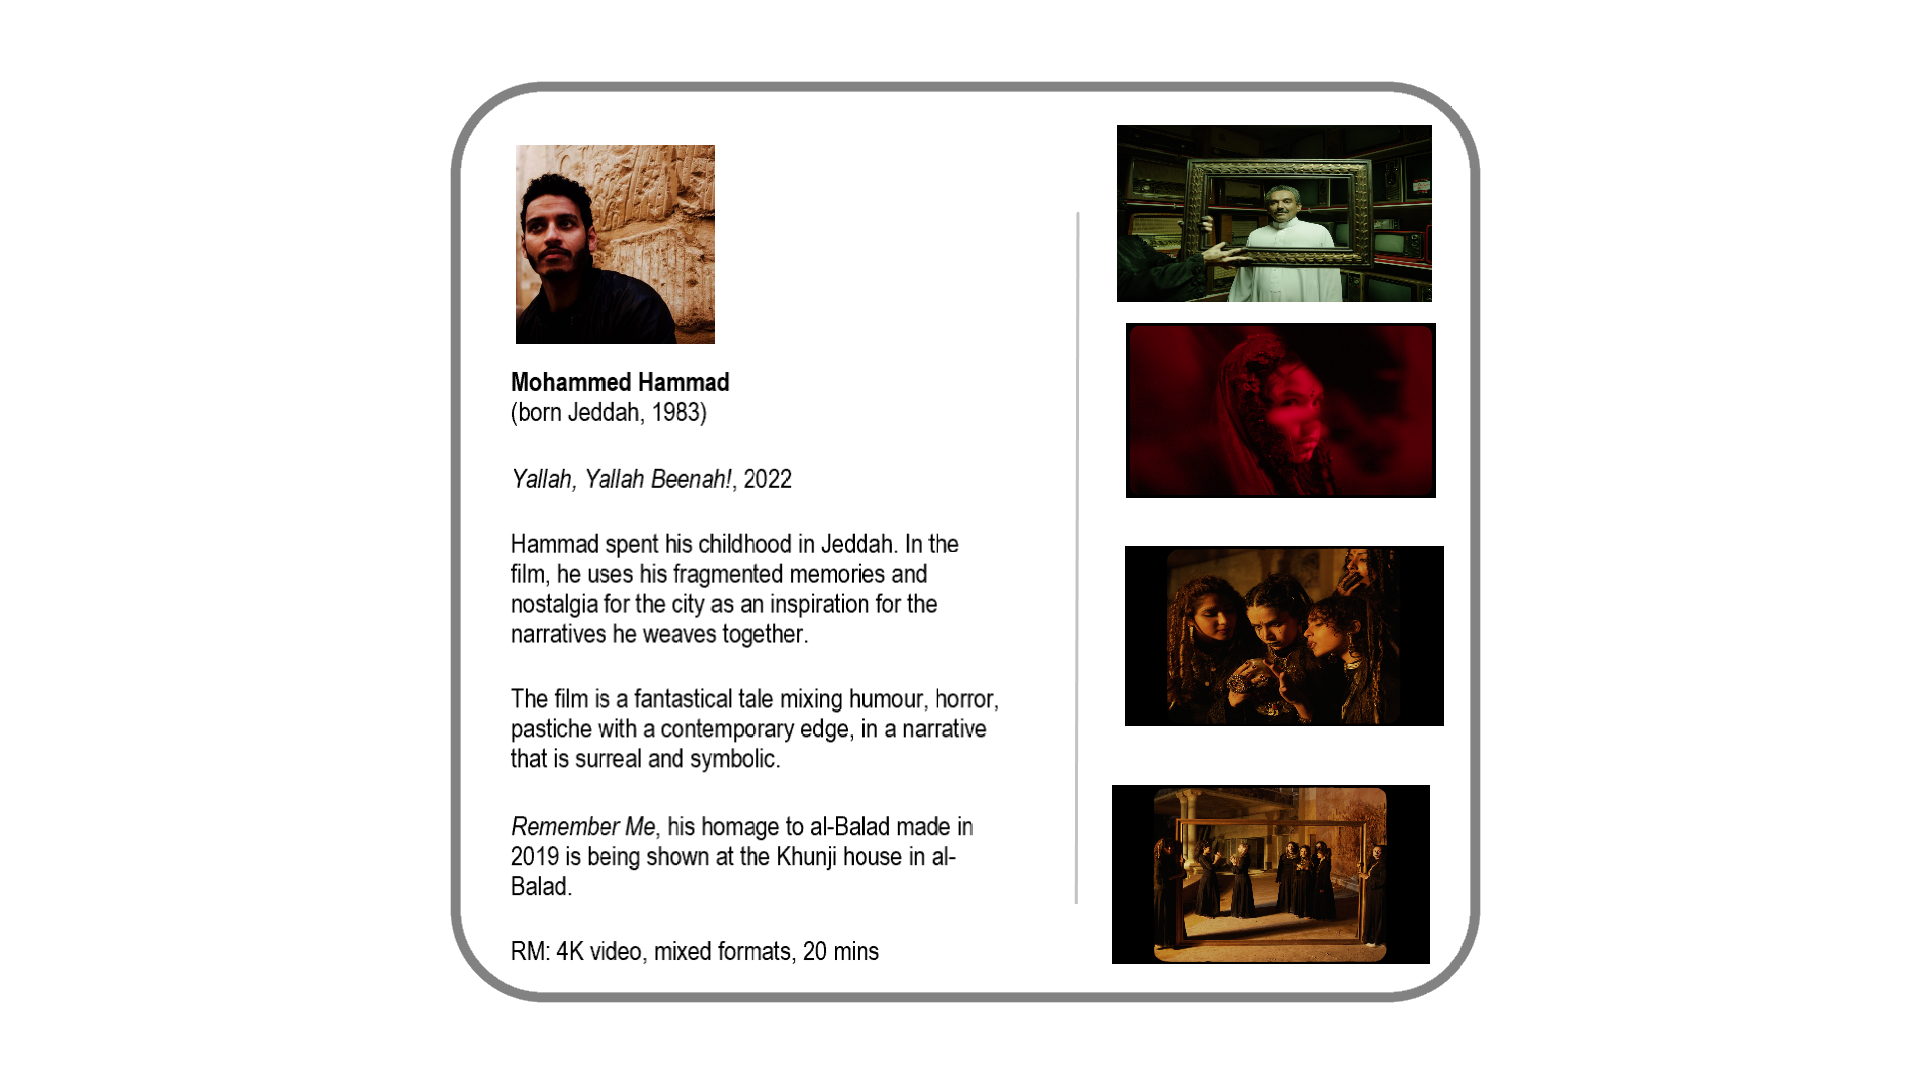 Mohammed Hammad
(born Jeddah, 1983)
Yallah, Yallah Beenah!, 2022
Hammad spent his childhood in Jeddah. In the
film, he uses his fragmented memories and
nostalgia for the city as an inspiration for the
narratives he weaves together.
The film is a fantastical tale mixing humour, horror,
pastiche with a contemporary edge, in a narrative
that is surreal and symbolic.
Remember Me, his homage to al-Balad made in
2019 is being shown at the Khunji house in al-
Balad.
RM: 4K video, mixed formats, 20 mins